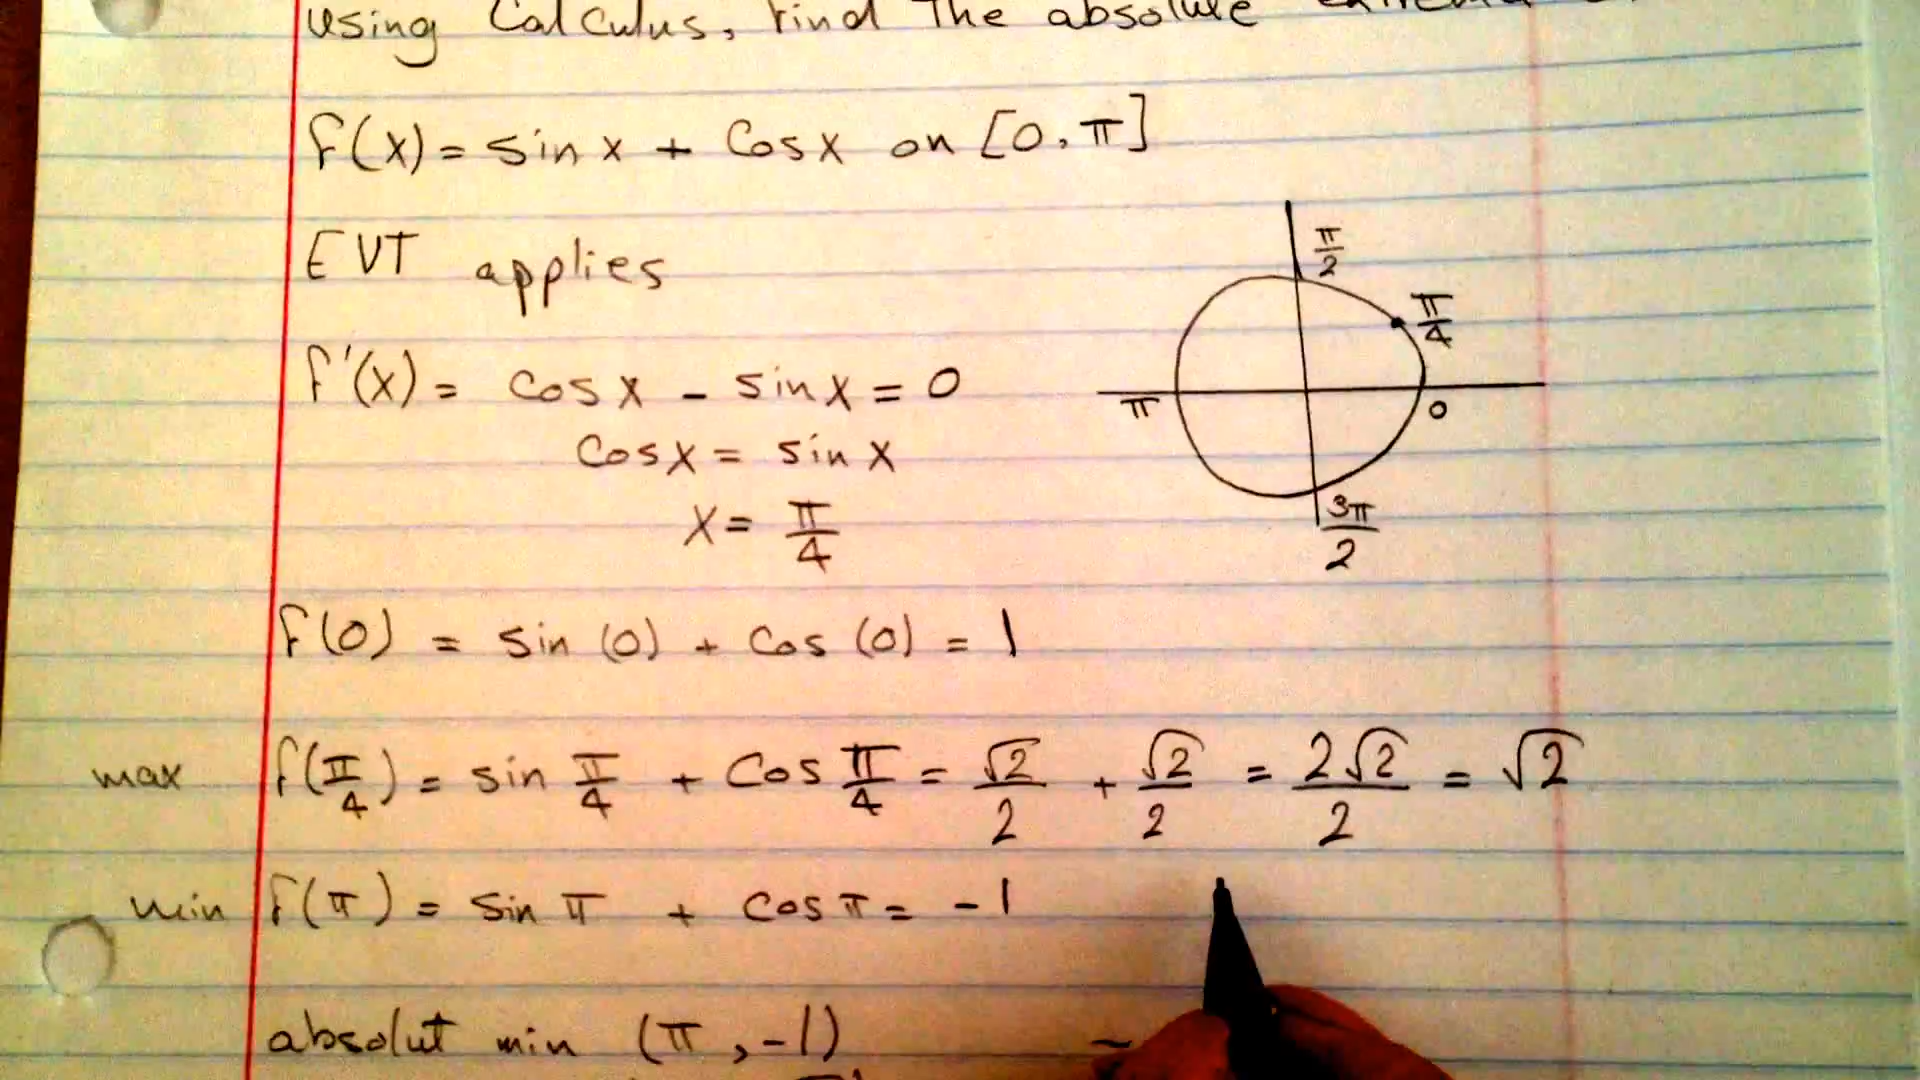 using Calculus, find the absolute
f(x) = sin x + cos x on [0, π]
EVT applies
π/2
π/4
π
0
3π/2
f'(x) = cos x - sin x = 0
cos x = sin x
x = π/4
f(0) = sin (0) + cos (0) = 1
max f(π/4) = sin π/4 + cos π/4 = √2/2 + √2/2 = 2√2/2 = √2
min f(π) = sin π + cos π = -1
absolut min (π, -1)